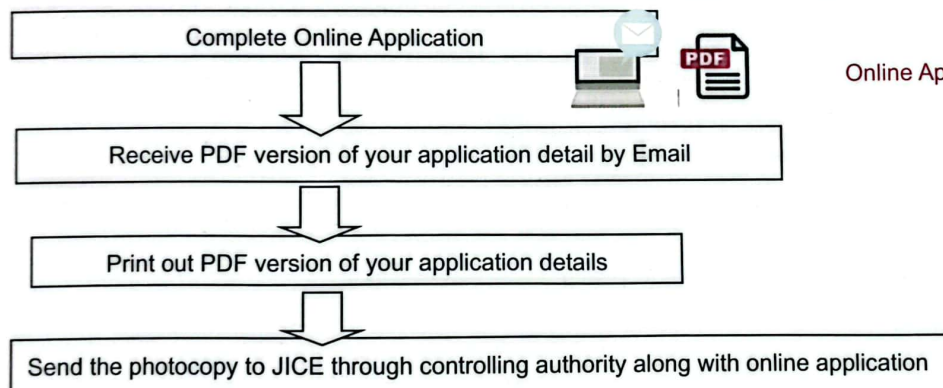 Complete Online Application
PDF
Online Ap
Receive PDF version of your application detail by Email
Print out PDF version of your application details
Send the photocopy to JICE through controlling authority along with online application